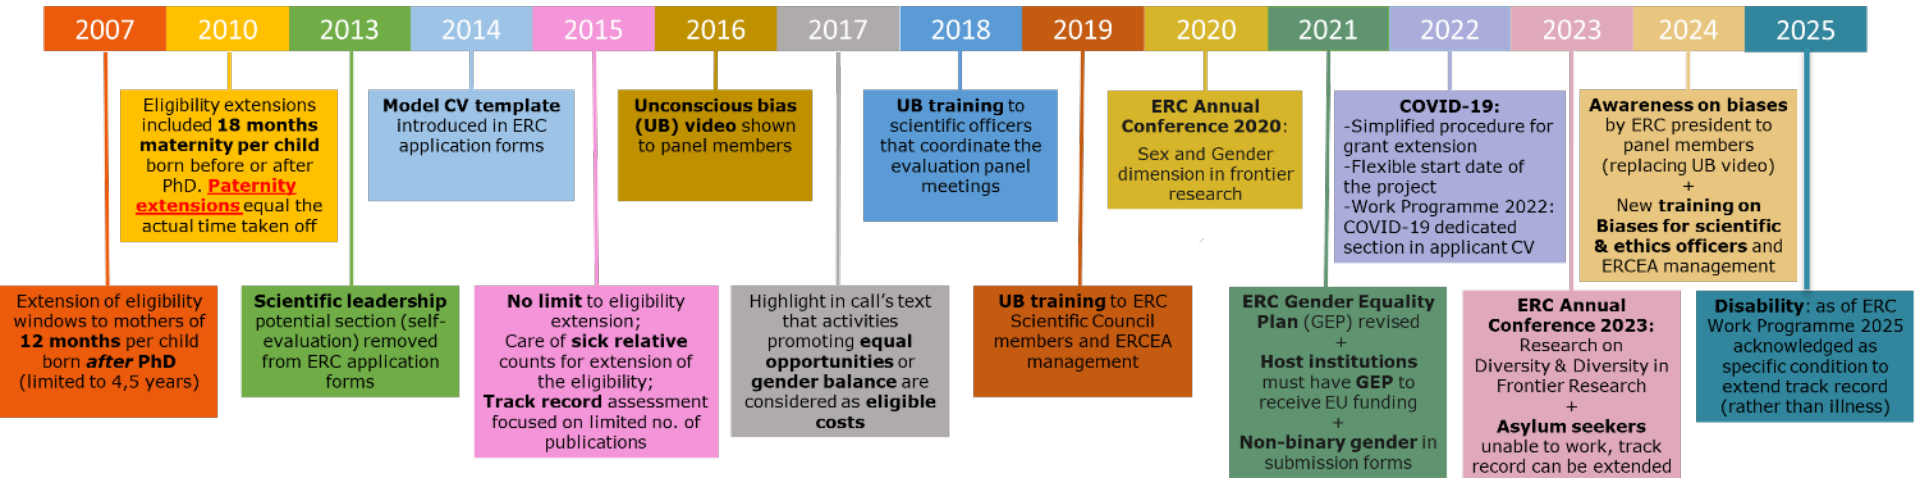 2007 2010 2013 2014 2015 2016 2017 2018 2019 2020 2021 2022 2023 2024 2025
Extension of eligibility
windows to mothers of
12 months per child
born after PhD
(limited to 4,5 years)
Eligibility extensions
included 18 months
maternity per child
born before or after
PhD. Paternity
extensions equal the
actual time taken off
Scientific leadership
potential section (self-
evaluation) removed
from ERC application
forms
Model CV template
introduced in ERC
application forms
No limit to eligibility
extension;
Care of sick relative
counts for extension of
the eligibility;
Track record assessment
focused on limited no. of
publications
Unconscious bias
(UB) video shown
to panel members
Highlight in call's text
that activities
promoting equal
opportunities or
gender balance are
considered as eligible
costs
UB training to
scientific officers
that coordinate the
evaluation panel
meetings
UB training to ERC
Scientific Council
members and ERCEA
management
ERC Annual
Conference 2020:
Sex and Gender
dimension in frontier
research
ERC Gender Equality
Plan (GEP) revised
+
Host institutions
must have GEP to
receive EU funding
+
Non-binary gender in
submission forms
COVID-19:
-Simplified procedure for
grant extension
-Flexible start date of
the project
-Work Programme 2022:
COVID-19 dedicated
section in applicant CV
ERC Annual
Conference 2023:
Research on
Diversity & Diversity in
Frontier Research
+
Asylum seekers
unable to work, track
record can be extended
Awareness on biases
by ERC president to
panel members
(replacing UB video)
+
New training on
Biases for scientific
& ethics officers and
ERCEA management
Disability: as of ERC
Work Programme 2025
acknowledged as
specific condition to
extend track record
(rather than illness)